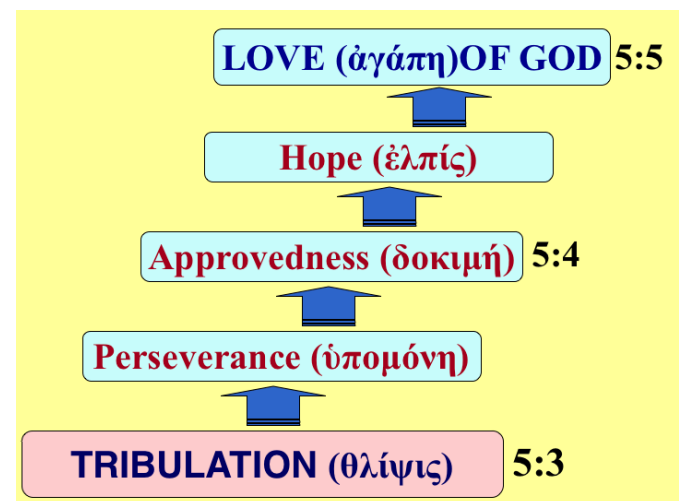 LOVE (ἀγάπη)OF GOD 5:5
Hope (ἐλπίς)
Approvedness (δοκιμή) 5:4
Perseverance (ὑπομόνη)
TRIBULATION (θλίψις) 5:3